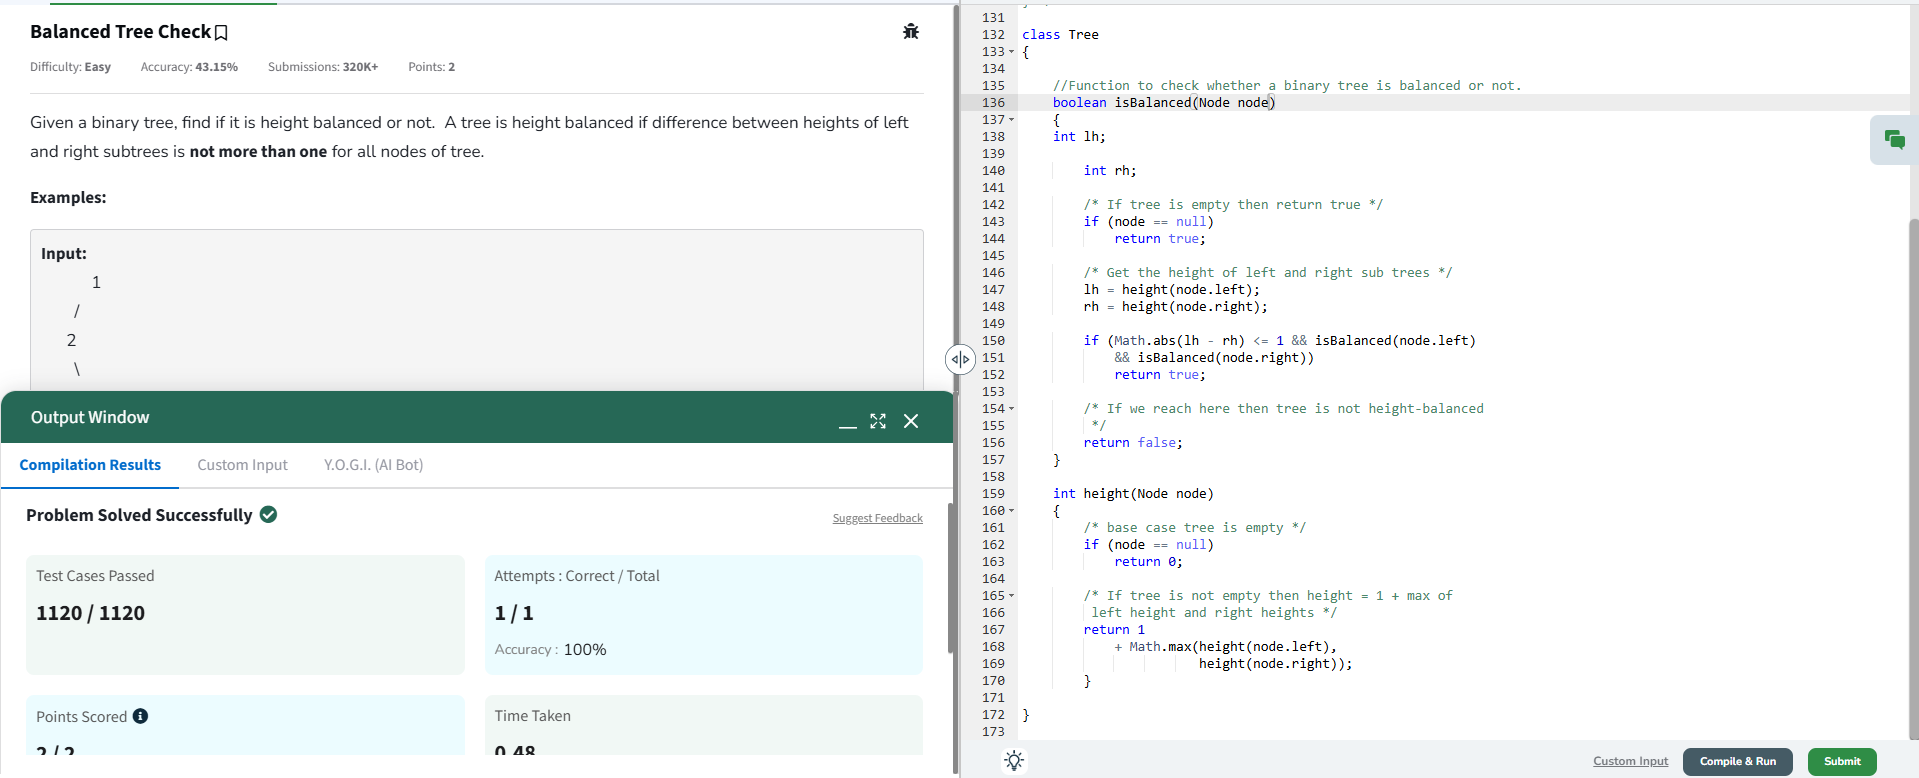 Balanced Tree Check
Difficulty: Easy Accuracy: 43.15% Submissions: 320K+ Points: 2
Given a binary tree, find if it is height balanced or not. A tree is height balanced if difference between heights of left
and right subtrees is not more than one for all nodes of tree.
Examples:
Input:
1
/
2
\
Output Window
Compilation Results Custom Input Y.O.G.I. (AI Bot)
Problem Solved Successfully
Suggest Feedback
Test Cases Passed
1120 / 1120
Attempts : Correct / Total
1 / 1
Accuracy : 100%
Points Scored
2 / 2
Time Taken
0.48
131
132 class Tree
133 {
134
135 //Function to check whether a binary tree is balanced or not.
136 boolean isBalanced(Node node)
137 {
138 int lh;
139
140 int rh;
141
142 /* If tree is empty then return true */
143 if (node == null)
144 return true;
145
146 /* Get the height of left and right sub trees */
147 lh = height(node.left);
148 rh = height(node.right);
149
150 if (Math.abs(lh - rh) <= 1 && isBalanced(node.left)
151 && isBalanced(node.right))
152 return true;
153
154 /* If we reach here then tree is not height-balanced
155 */
156 return false;
157 }
158
159 int height(Node node)
160 {
161 /* base case tree is empty */
162 if (node == null)
163 return 0;
164
165 /* If tree is not empty then height = 1 + max of
166 left height and right heights */
167 return 1
168 + Math.max(height(node.left),
169 height(node.right));
170 }
171
172 }
173
Custom Input Compile & Run Submit